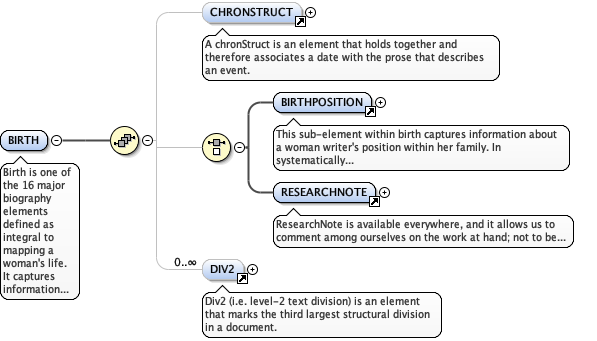 CHRONSTRUCT
A chronStruct is an element that holds together and
therefore associates a date with the prose that describes
an event.
BIRTHPOSITION
This sub-element within birth captures information about
a woman writer's position within her family. In
systematically...
BIRTH
Birth is one of
the 16 major
biography
elements
defined as
integral to
mapping a
woman's life.
It captures
information...
RESEARCHNOTE
ResearchNote is available everywhere, and it allows us to
comment among ourselves on the work at hand; not to be...
0..∞
DIV2
Div2 (i.e. level-2 text division) is an element
that marks the third largest structural division
in a document.